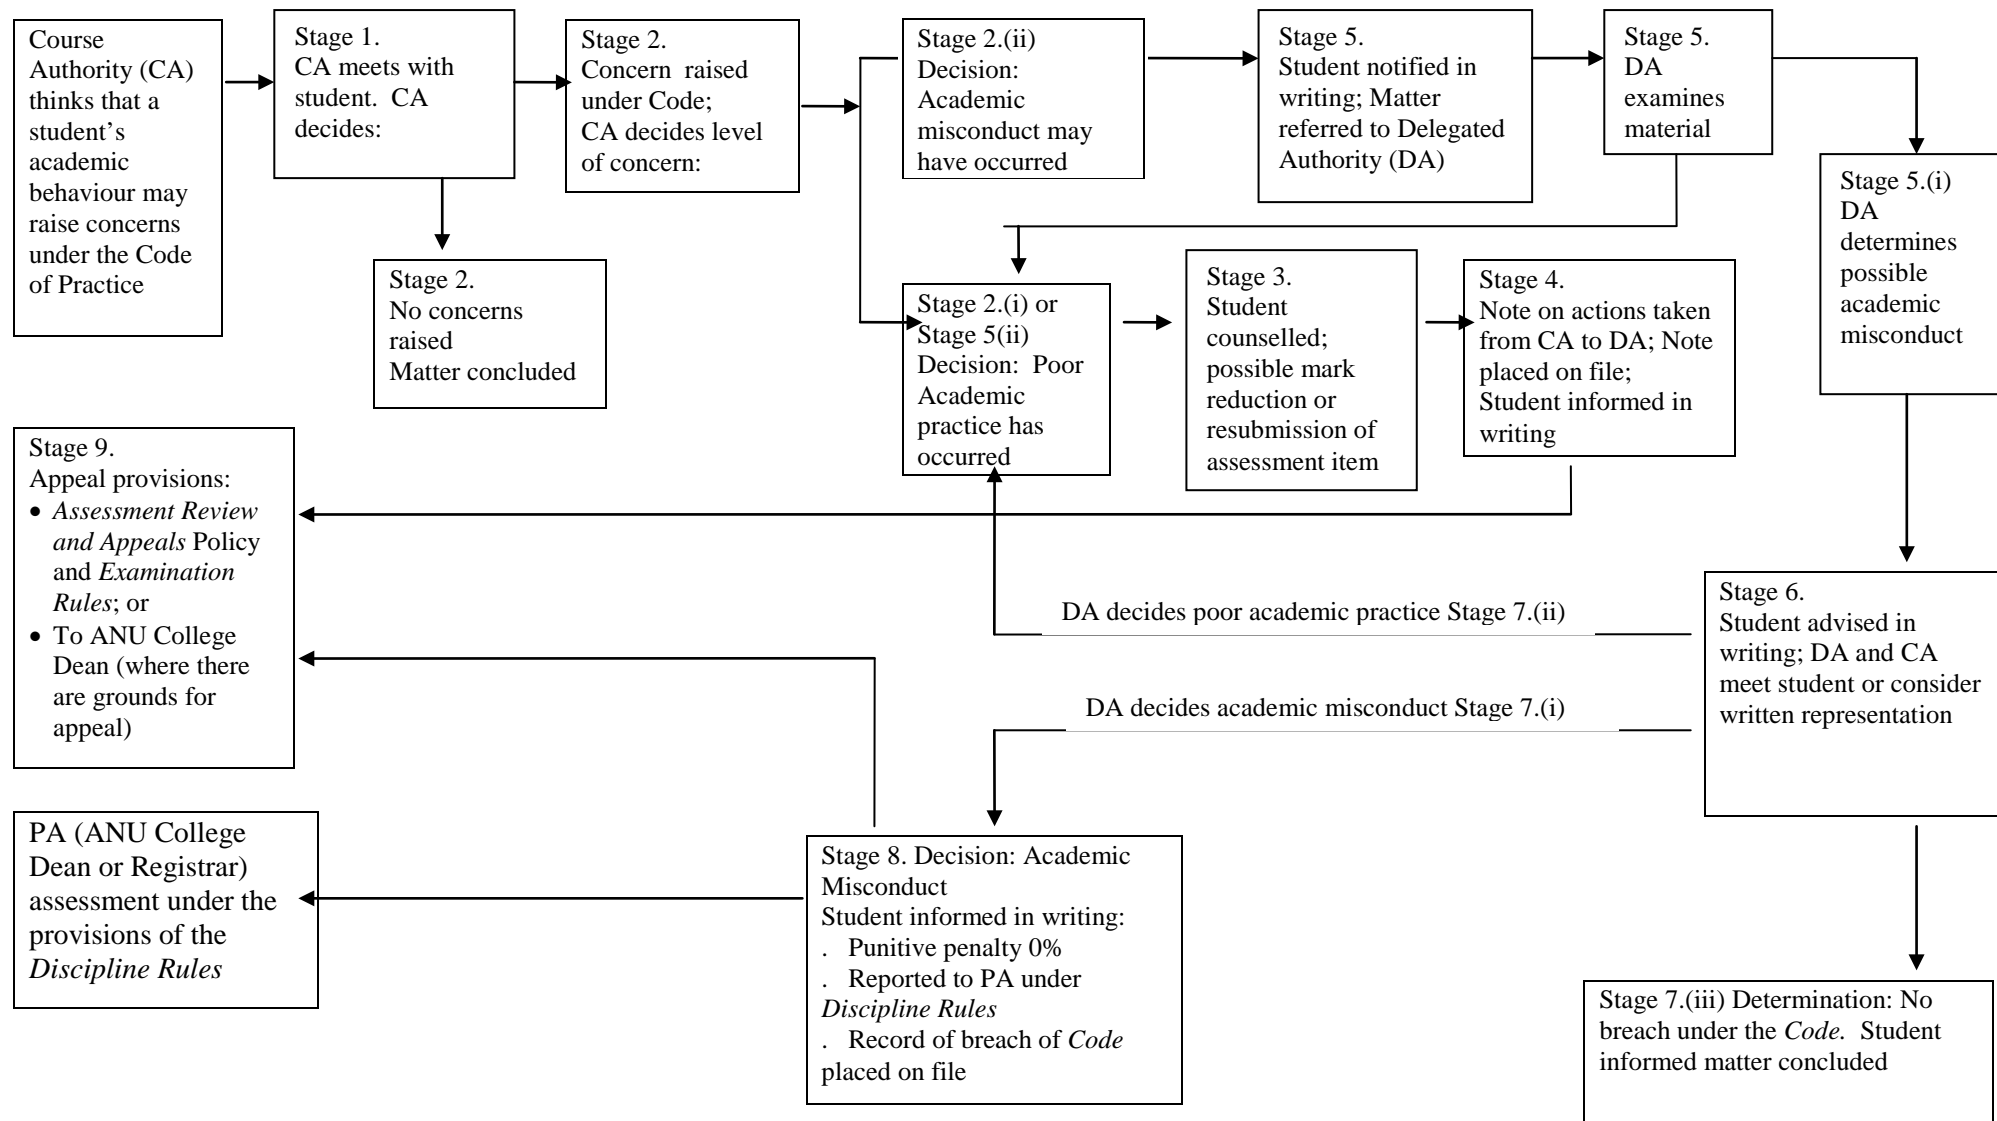 Course
Authority (CA)
thinks that a
student’s
academic
behaviour may
raise concerns
under the Code
of Practice
Stage 1.
CA meets with
student. CA
decides:
Stage 2.
Concern raised
under Code;
CA decides level
of concern:
Stage 2.(ii)
Decision:
Academic
misconduct may
have occurred
Stage 5.
Student notified in
writing; Matter
referred to Delegated
Authority (DA)
Stage 5.
DA
examines
material
Stage 5.(i)
DA
determines
possible
academic
misconduct
Stage 2.
No concerns
raised
Matter concluded
Stage 2.(i) or
Stage 5(ii)
Decision: Poor
Academic
practice has
occurred
Stage 3.
Student
counselled;
possible mark
reduction or
resubmission of
assessment item
Stage 4.
Note on actions taken
from CA to DA; Note
placed on file;
Student informed in
writing
Stage 9.
Appeal provisions:
• Assessment Review
and Appeals Policy
and Examination
Rules; or
• To ANU College
Dean (where there
are grounds for
appeal)
DA decides poor academic practice Stage 7.(ii)
DA decides academic misconduct Stage 7.(i)
Stage 6.
Student advised in
writing; DA and CA
meet student or consider
written representation
PA (ANU College
Dean or Registrar)
assessment under the
provisions of the
Discipline Rules
Stage 8. Decision: Academic
Misconduct
Student informed in writing:
. Punitive penalty 0%
. Reported to PA under
Discipline Rules
. Record of breach of Code
placed on file
Stage 7.(iii) Determination: No
breach under the Code. Student
informed matter concluded